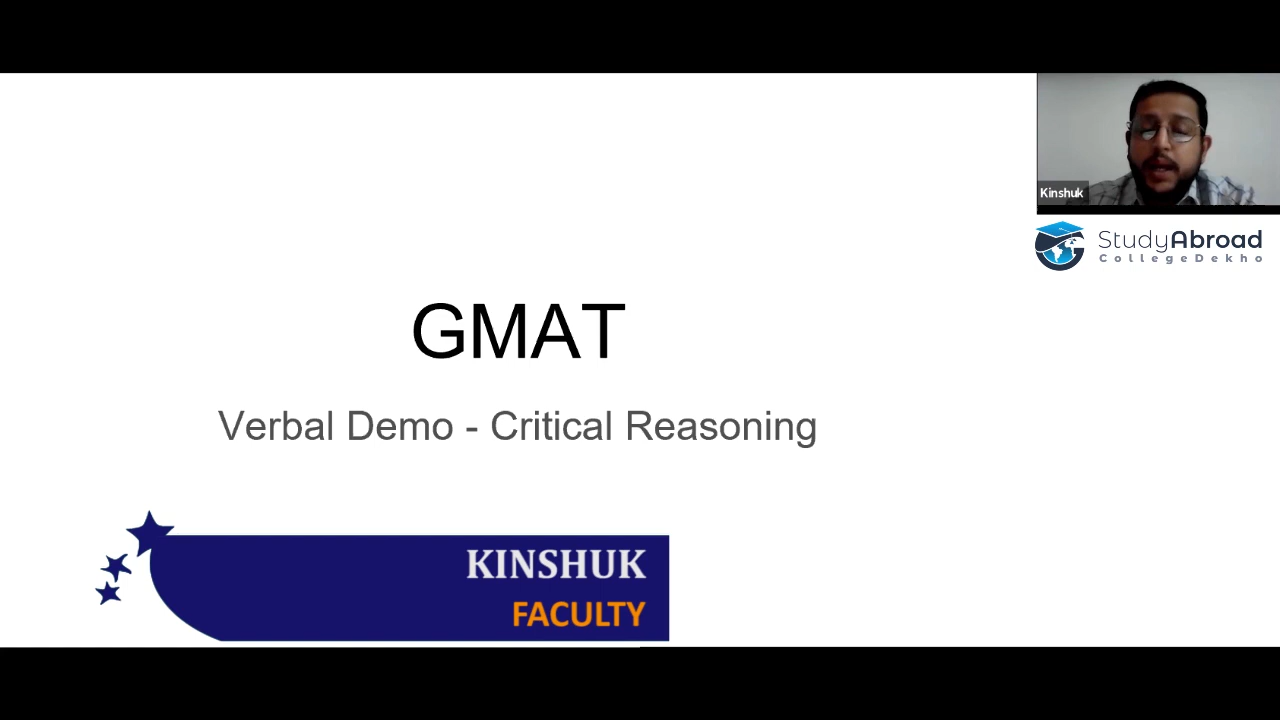 Kinshuk
StudyAbroad
CollegeDekho
GMAT
Verbal Demo - Critical Reasoning
KINSHUK
FACULTY